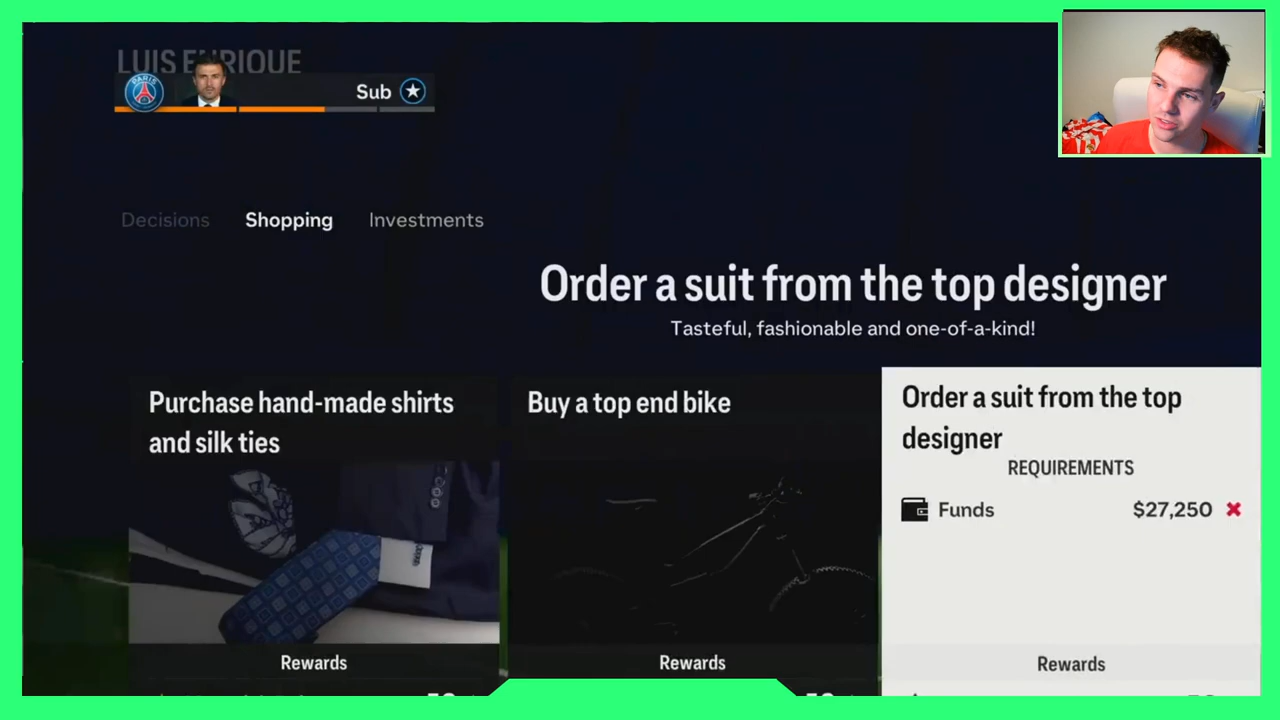 LUIS ENRIQUE
PARIS
Sub
Decisions Shopping Investments
Order a suit from the top designer
Tasteful, fashionable and one-of-a-kind!
Purchase hand-made shirts
and silk ties
Rewards
Buy a top end bike
Rewards
Order a suit from the top
designer
REQUIREMENTS
Funds $27,250
Rewards